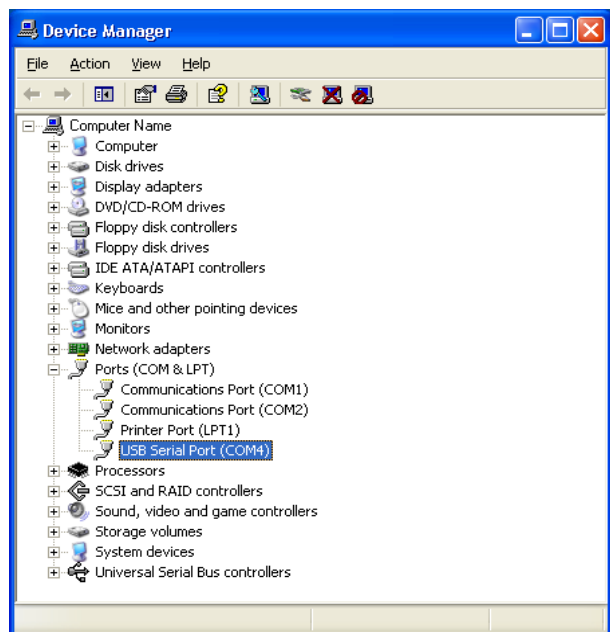 Device Manager
File Action View Help
Computer Name
Computer
Disk drives
Display adapters
DVD/CD-ROM drives
Floppy disk controllers
Floppy disk drives
IDE ATA/ATAPI controllers
Keyboards
Mice and other pointing devices
Monitors
Network adapters
Ports (COM & LPT)
Communications Port (COM1)
Communications Port (COM2)
Printer Port (LPT1)
USB Serial Port (COM4)
Processors
SCSI and RAID controllers
Sound, video and game controllers
Storage volumes
System devices
Universal Serial Bus controllers